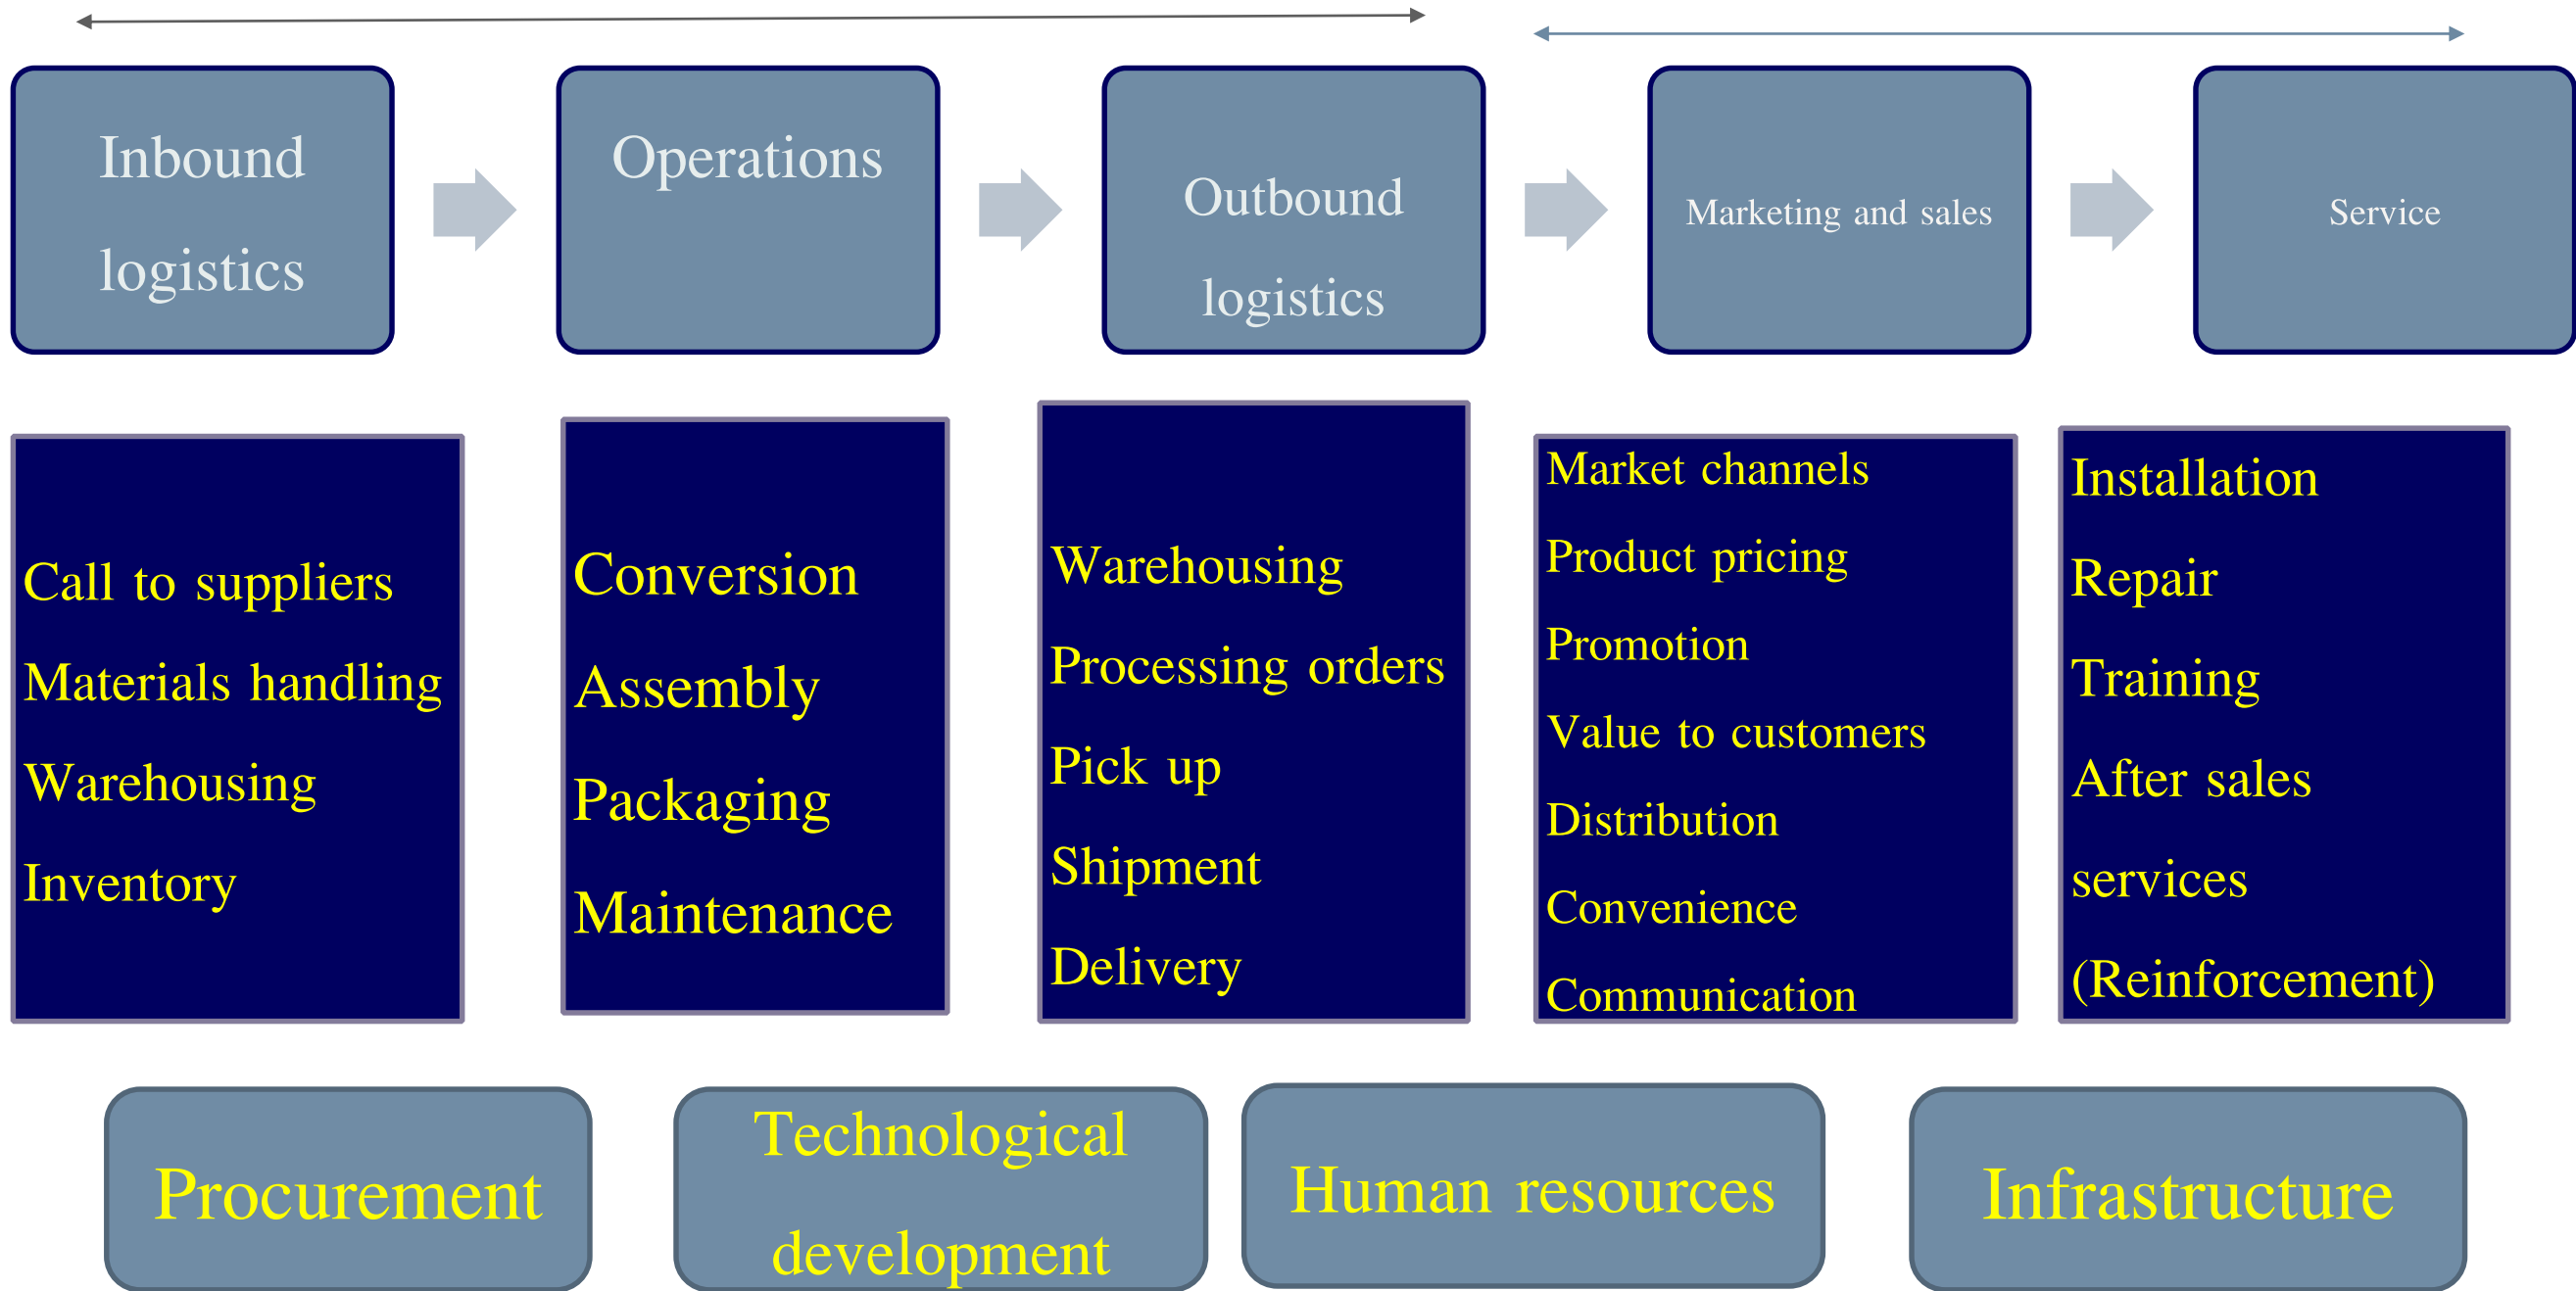 Inbound
logistics
Operations
Outbound
logistics
Marketing and sales
Service
Call to suppliers
Materials handling
Warehousing
Inventory
Conversion
Assembly
Packaging
Maintenance
Warehousing
Processing orders
Pick up
Shipment
Delivery
Market channels
Product pricing
Promotion
Value to customers
Distribution
Convenience
Communication
Installation
Repair
Training
After sales
services
(Reinforcement)
Procurement
Technological
development
Human resources
Infrastructure